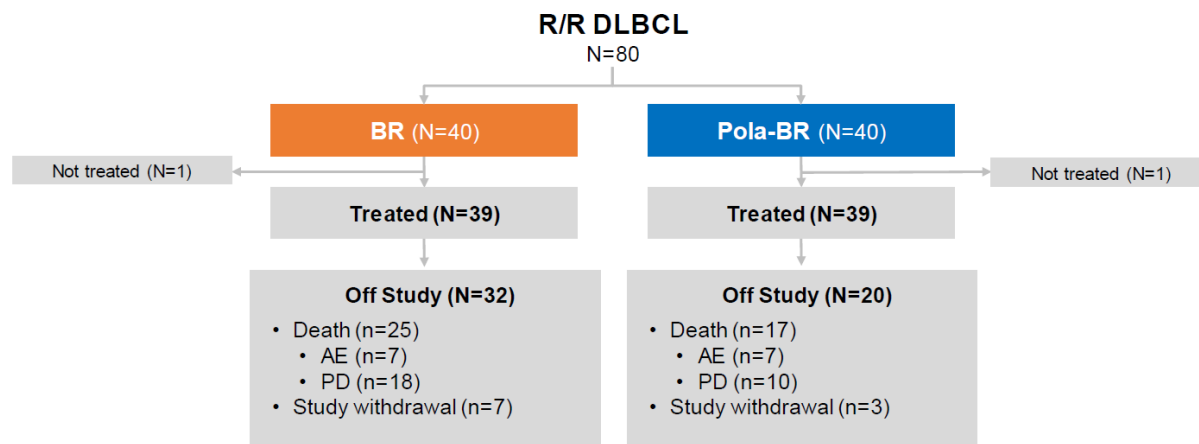 R/R DLBCL
N=80
BR (N=40)
Pola-BR (N=40)
Not treated (N=1)
Not treated (N=1)
Treated (N=39)
Treated (N=39)
Off Study (N=32)
• Death (n=25)
• AE (n=7)
• PD (n=18)
• Study withdrawal (n=7)
Off Study (N=20)
• Death (n=17)
• AE (n=7)
• PD (n=10)
• Study withdrawal (n=3)